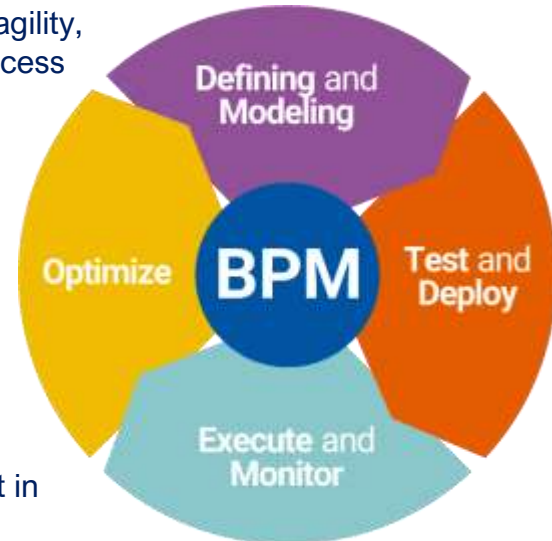 agility,
cess
Defining and
Modeling
Optimize
BPM
Test and
Deploy
Execute and
Monitor
t in